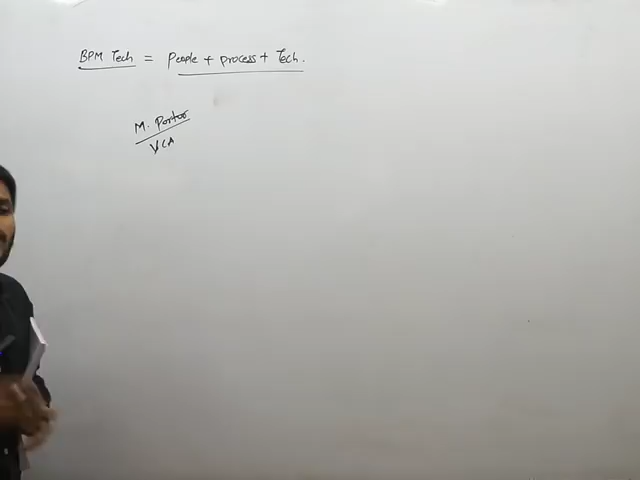 BPM Tech = People + process + Tech.
M. Portor
VCA